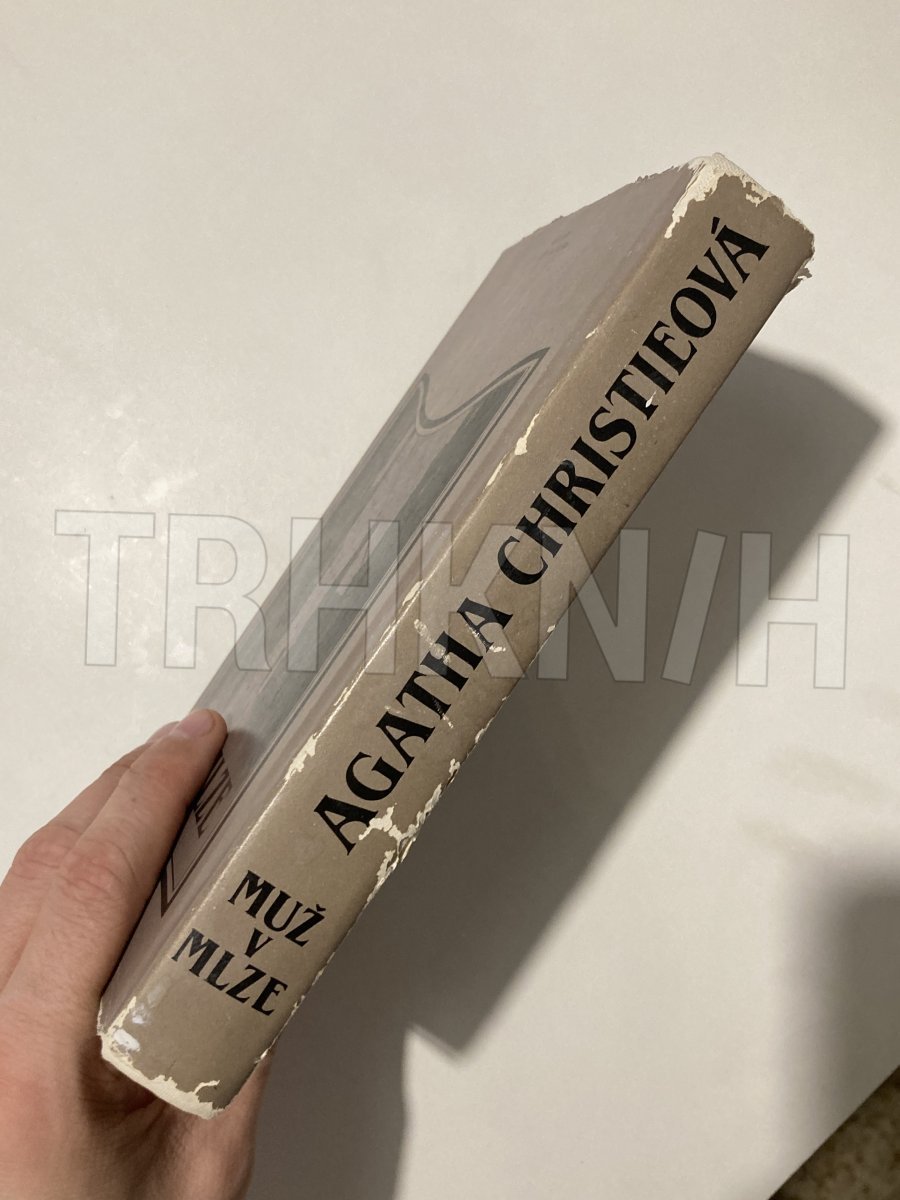 AGATHA CHRISTIEOVÁ
MUŽ
V
MLZE
TRHKNIH